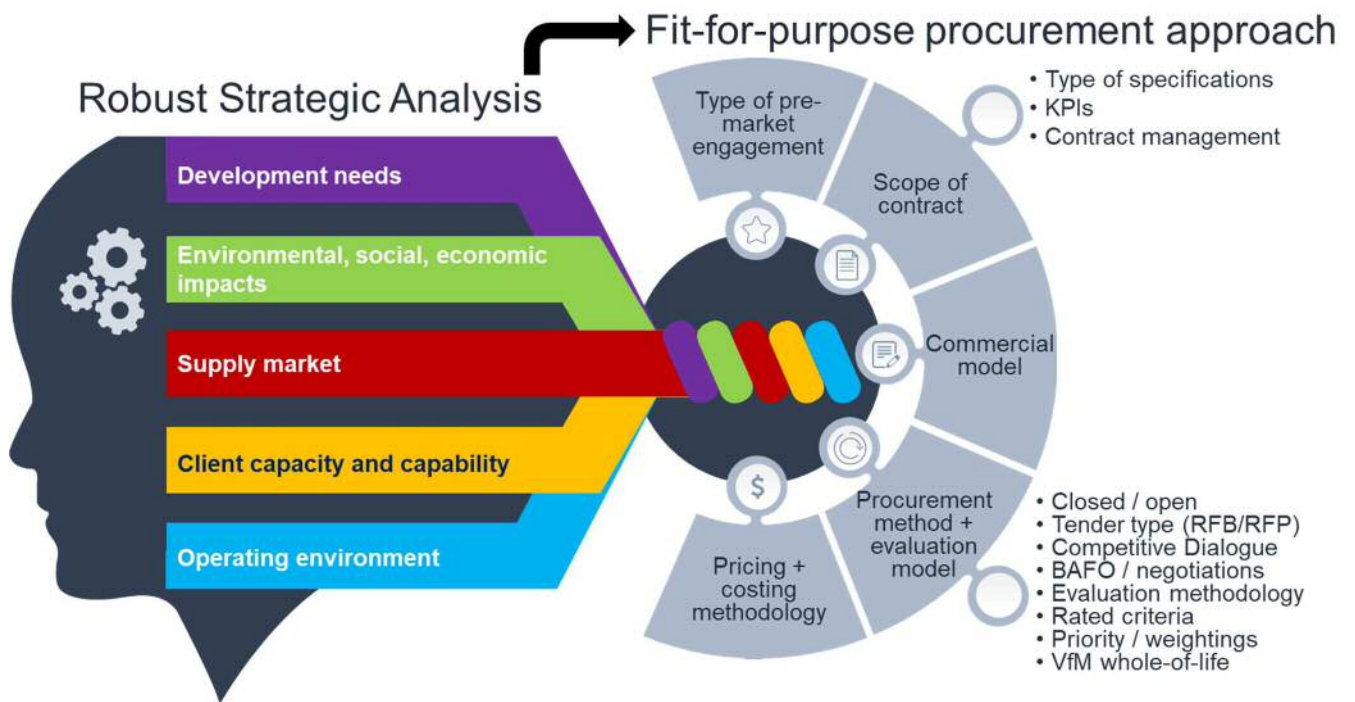 Fit-for-purpose procurement approach
Robust Strategic Analysis
Development needs
Environmental, social, economic
impacts
Supply market
Client capacity and capability
Operating environment
Type of pre-
market
engagement
Scope of
contract
• Type of specifications
• KPIs
• Contract management
Commercial
model
Procurement
method +
evaluation
model
• Closed / open
• Tender type (RFB/RFP)
• Competitive Dialogue
• BAFO / negotiations
• Evaluation methodology
• Rated criteria
• Priority / weightings
• VfM whole-of-life
$
Pricing +
costing
methodology